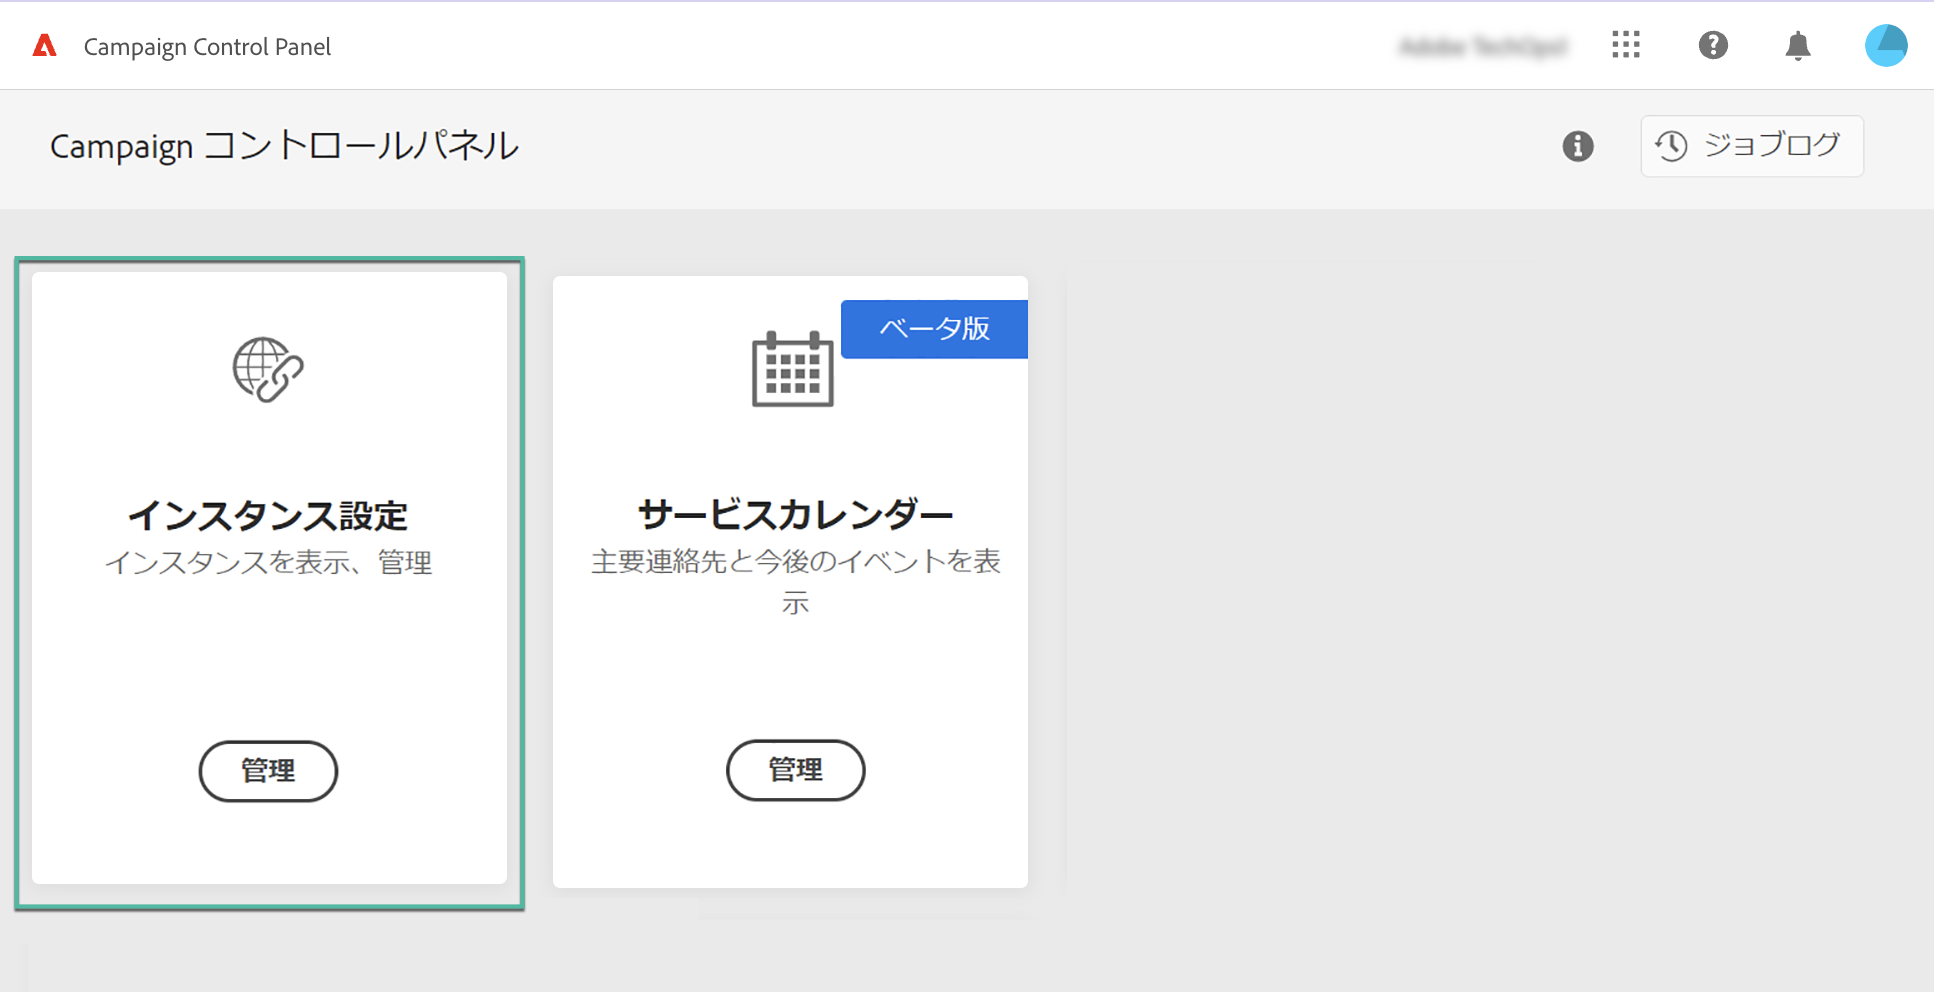 Campaign Control Panel
Campaign コントロールパネル
ジョブログ
ベータ版
インスタンス設定
インスタンスを表示、管理
管理
サービスカレンダー
主要連絡先と今後のイベントを表
示
管理